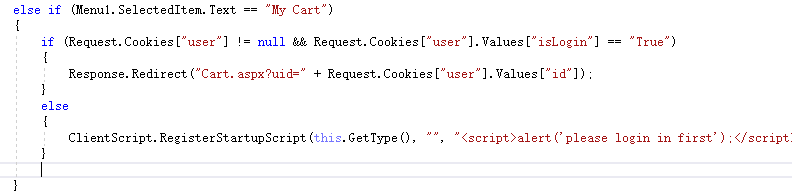 else if (Menu1.SelectedItem.Text == "My Cart")
{
if (Request.Cookies["user"] != null && Request.Cookies["user"].Values["isLogin"] == "True")
{
Response.Redirect("Cart.aspx?uid=" + Request.Cookies["user"].Values["id"]);
}
else
{
ClientScript.RegisterStartupScript(this.GetType(), "", "<script>alert('please login in first');</script
}
}